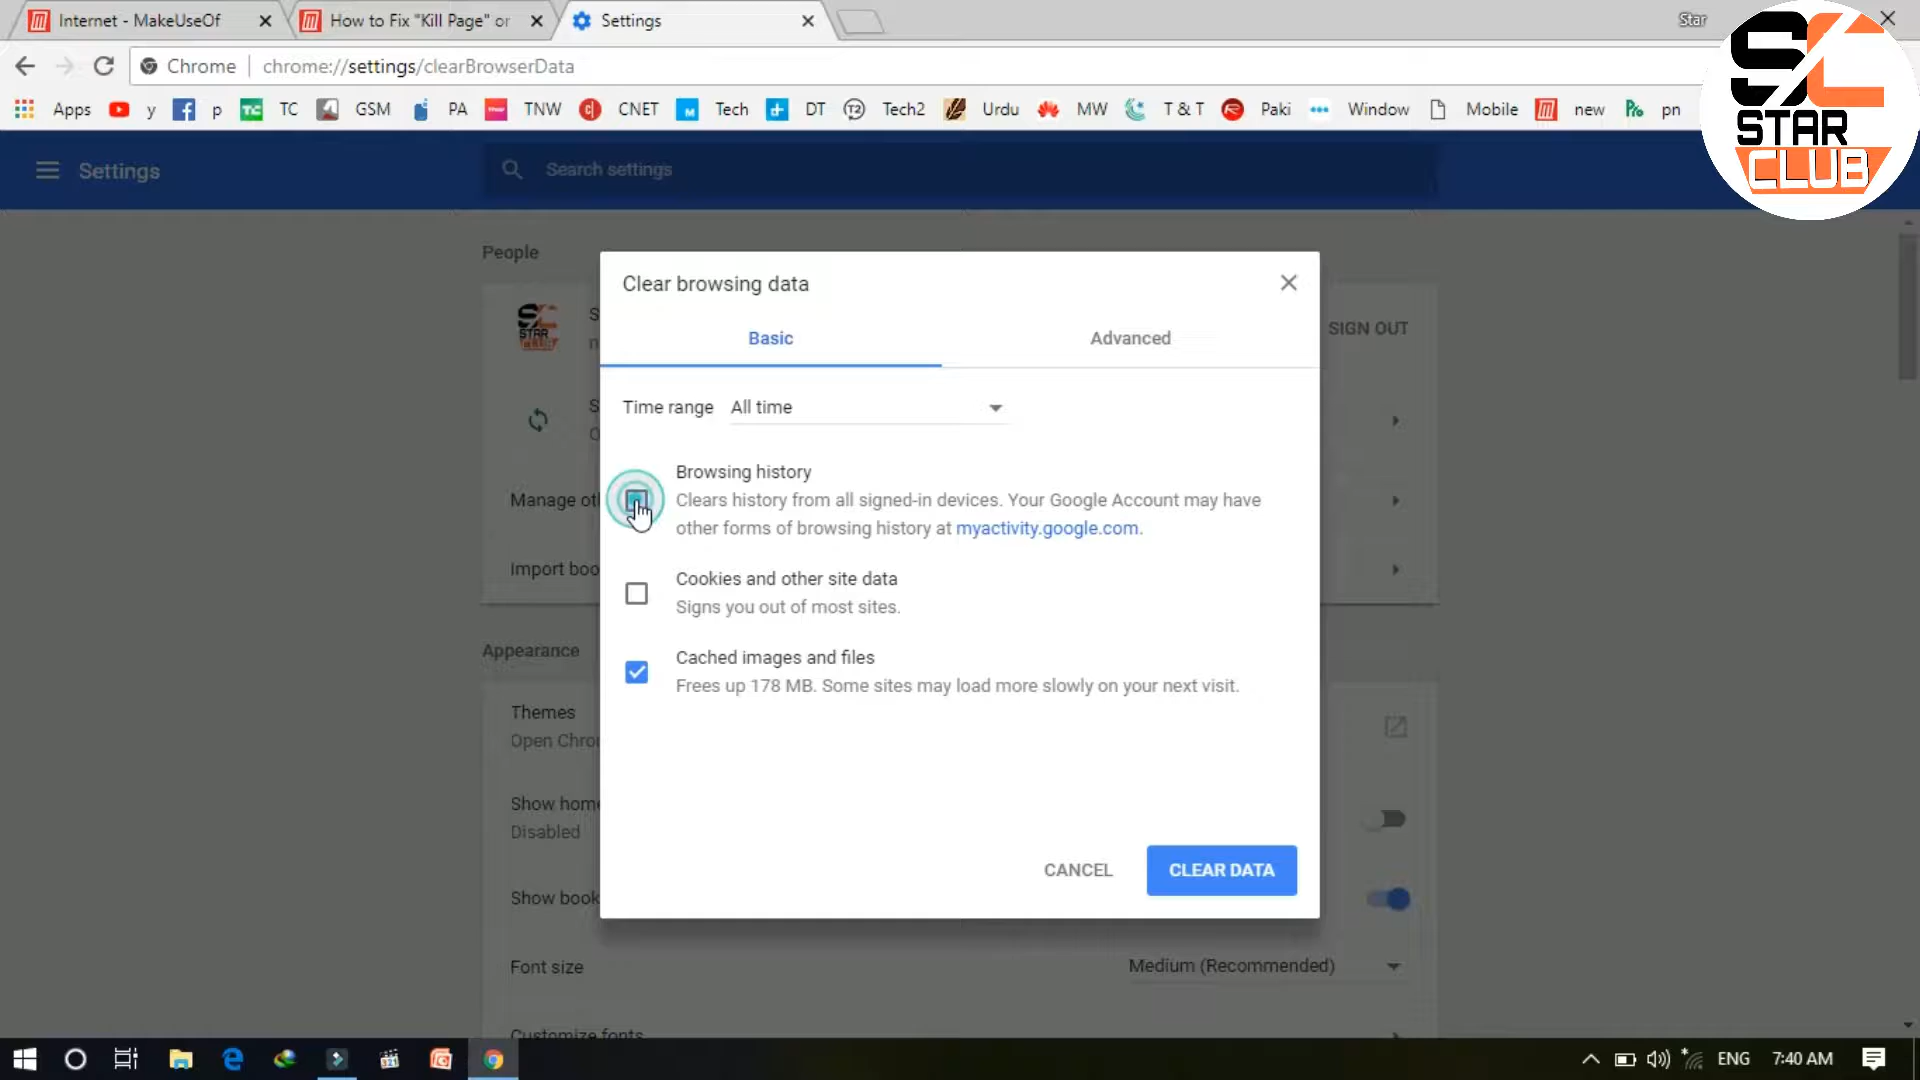 Internet - MakeUseOf
How to Fix "Kill Page" or
Settings
Star
Chrome
chrome://settings/clearBrowserData
Apps y p TC GSM PA TNW CNET Tech DT Tech2 Urdu MW T & T Paki Window Mobile new pn
SC
STAR
CLUB
Settings
Search settings
People
SIGN OUT
Manage ot
Import boo
Appearance
Themes
Open Chro
Show hom
Disabled
Show book
Font size
Medium (Recommended)
Customize fonts
Clear browsing data
Basic
Advanced
Time range All time
Browsing history
Clears history from all signed-in devices. Your Google Account may have
other forms of browsing history at myactivity.google.com.
Cookies and other site data
Signs you out of most sites.
Cached images and files
Frees up 178 MB. Some sites may load more slowly on your next visit.
CANCEL
CLEAR DATA
ENG
7:40 AM